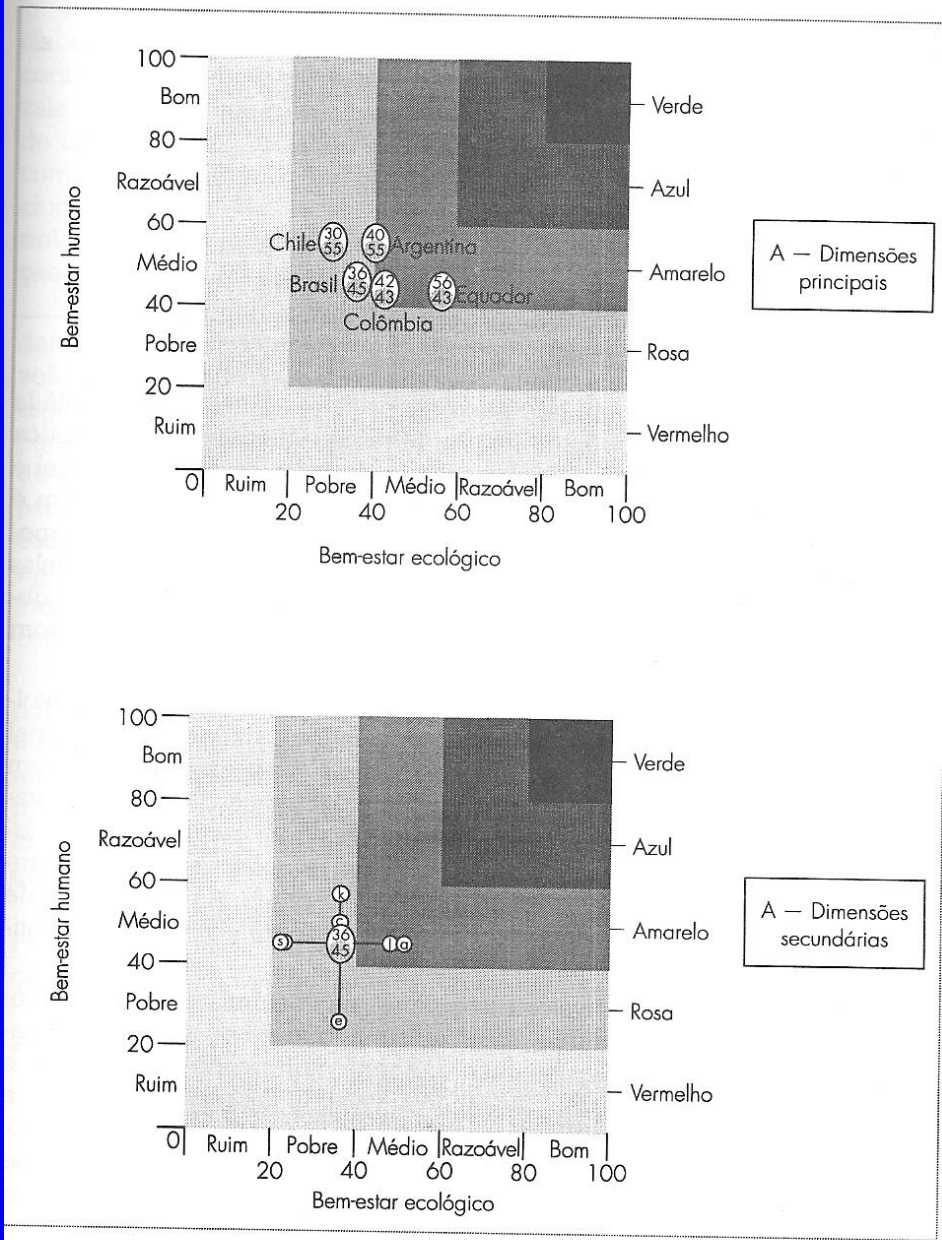 100
Bom
80
Razoável
60
Médio
40
Pobre
20
Ruim
0
Bem-estar humano
Chile
30
55
40
55
Argentina
Brasil
36
45
42
43
Colômbia
56
43
Equador
Verde
Azul
Amarelo
Rosa
Vermelho
A — Dimensões
principais
Ruim Pobre Médio Razoável Bom
20 40 60 80 100
Bem-estar ecológico
100
Bom
80
Razoável
60
Médio
40
Pobre
20
Ruim
0
Bem-estar humano
k
c
36
45
s
l
a
e
Verde
Azul
Amarelo
Rosa
Vermelho
A — Dimensões
secundárias
Ruim Pobre Médio Razoável Bom
20 40 60 80 100
Bem-estar ecológico